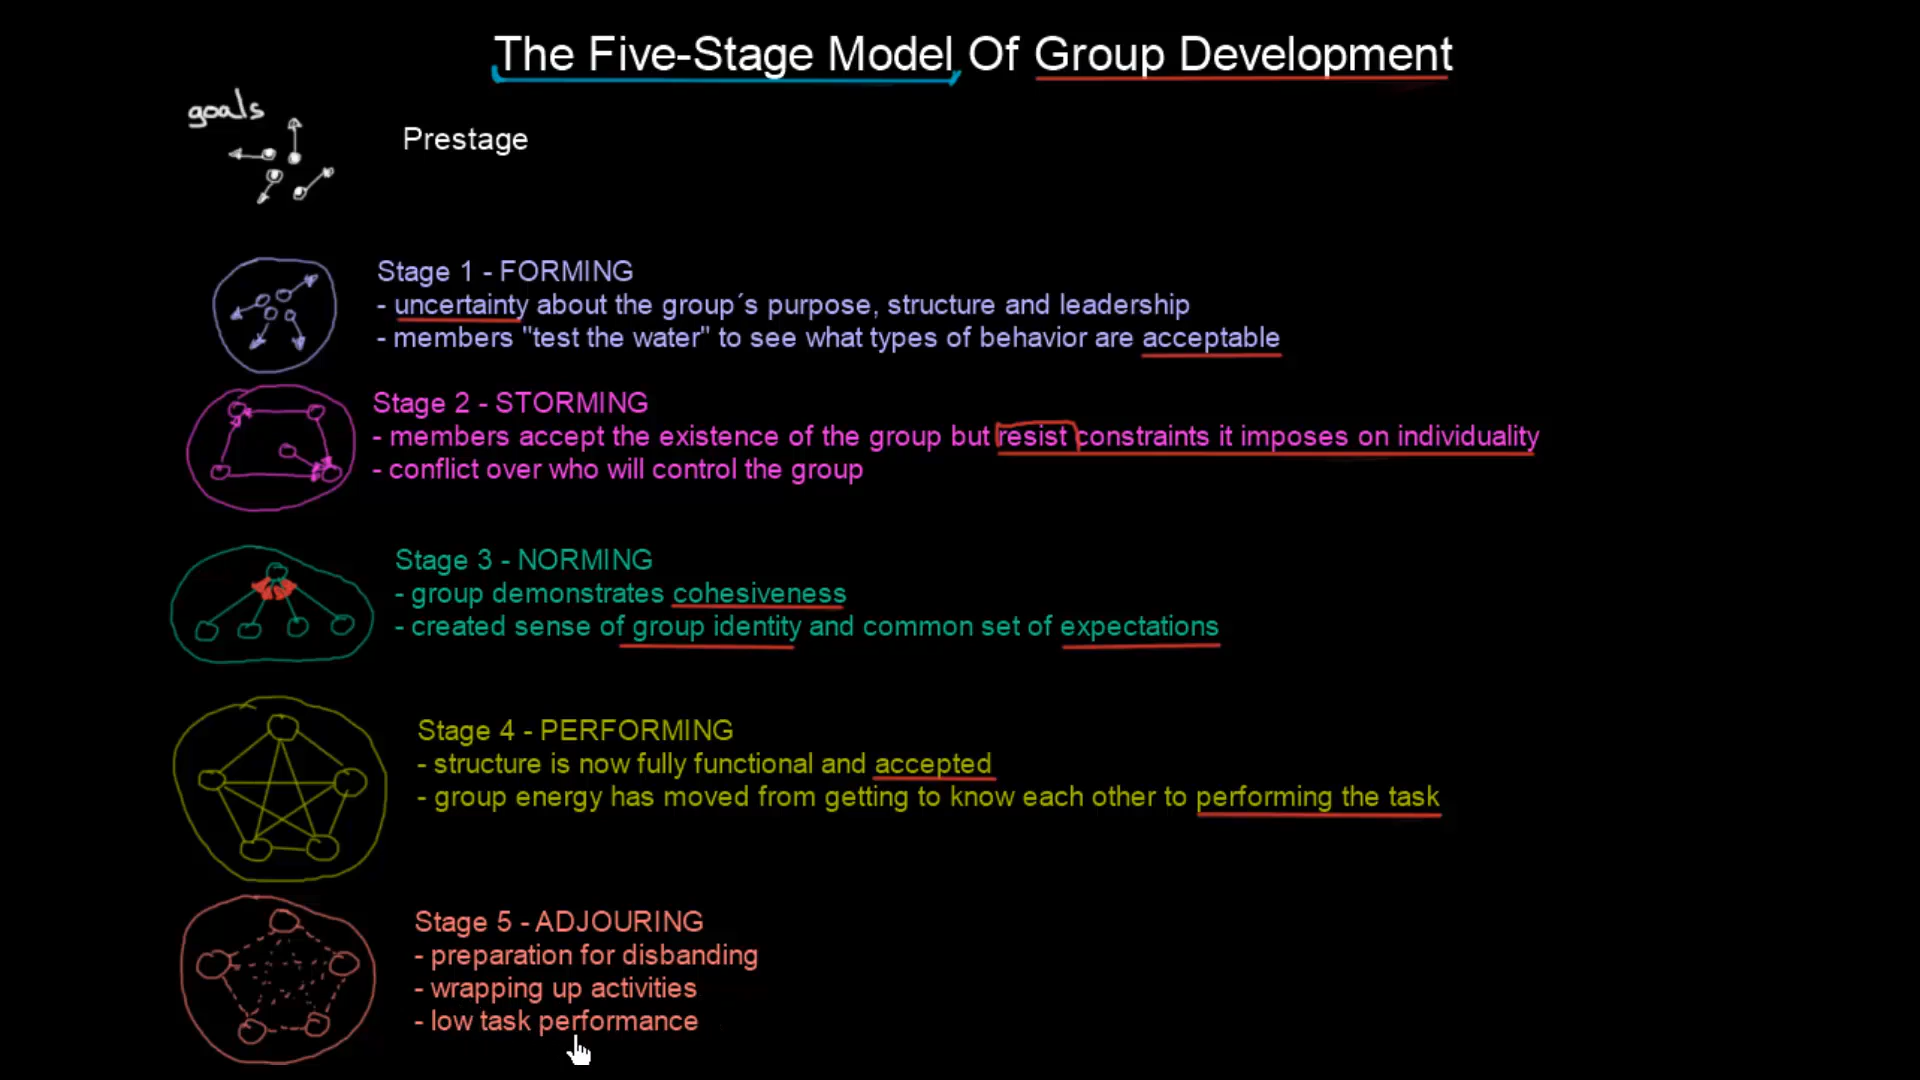 The Five-Stage Model Of Group Development
goals
Prestage
Stage 1 - FORMING
- uncertainty about the group´s purpose, structure and leadership
- members "test the water" to see what types of behavior are acceptable
Stage 2 - STORMING
- members accept the existence of the group but resist constraints it imposes on individuality
- conflict over who will control the group
Stage 3 - NORMING
- group demonstrates cohesiveness
- created sense of group identity and common set of expectations
Stage 4 - PERFORMING
- structure is now fully functional and accepted
- group energy has moved from getting to know each other to performing the task
Stage 5 - ADJOURING
- preparation for disbanding
- wrapping up activities
- low task performance